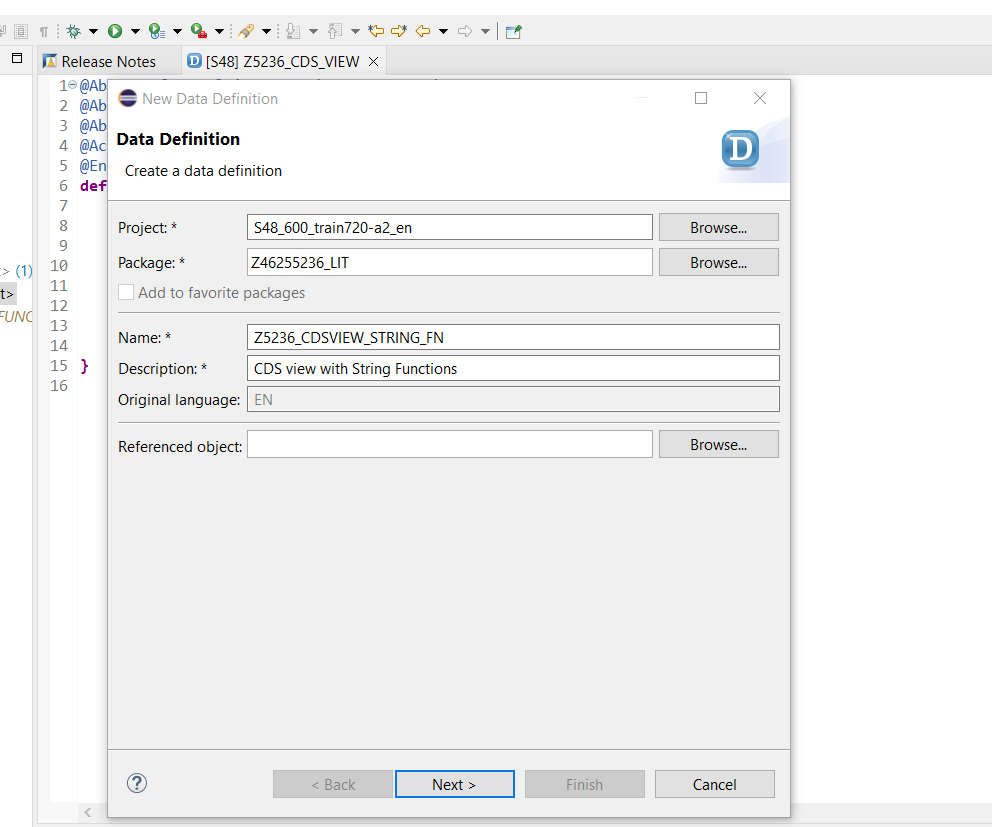 Release Notes
[S48] Z5236_CDS_VIEW
1 @Ab
2 @Ab
3 @Ab
4 @Ac
5 @En
6 def
7
8
9
10
11
12
13
14
15 }
16
> (1)
t>
FUNC
New Data Definition
Data Definition
Create a data definition
D
Project: * S48_600_train720-a2_en Browse...
Package: * Z46255236_LIT Browse...
Add to favorite packages
Name: * Z5236_CDSVIEW_STRING_FN
Description: * CDS view with String Functions
Original language: EN
Referenced object: Browse...
? < Back Next > Finish Cancel